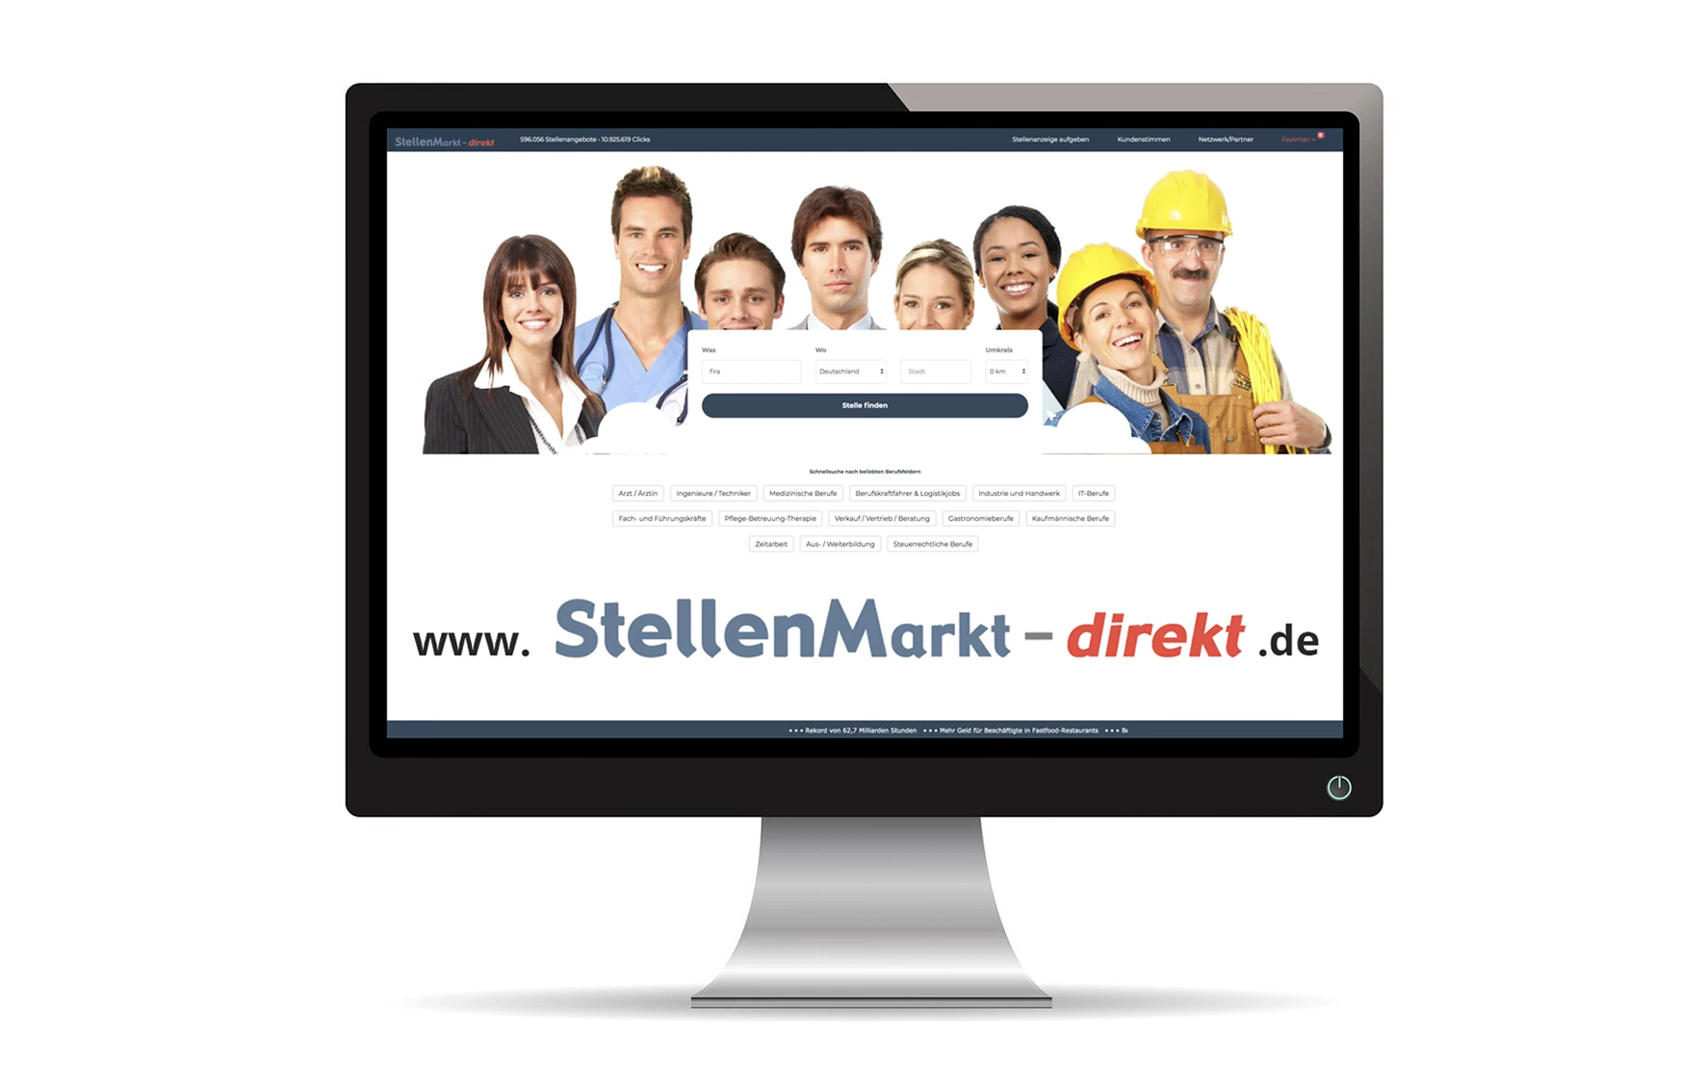 StellenMarkt - direkt 596.056 Stellenangebote - 10.925.619 Clicks Stellenanzeige aufgeben Kundenstimmen Netzwerk/Partner Favoriten
Was Wo Umkreis
fira Deutschland Stadt 0 km
Stelle finden
Schnellsuche nach beliebten Berufsfeldern
Arzt / Ärztin Ingenieure / Techniker Medizinische Berufe Berufskraftfahrer & Logistikjobs Industrie und Handwerk IT-Berufe
Fach- und Führungskräfte Pflege-Betreuung-Therapie Verkauf / Vertrieb / Beratung Gastronomieberufe Kaufmännische Berufe
Zeitarbeit Aus- / Weiterbildung Steuerrechtliche Berufe
www. StellenMarkt - direkt .de
• • • Rekord von 62,7 Milliarden Stunden • • • Mehr Geld für Beschäftigte in Fastfood-Restaurants • • •